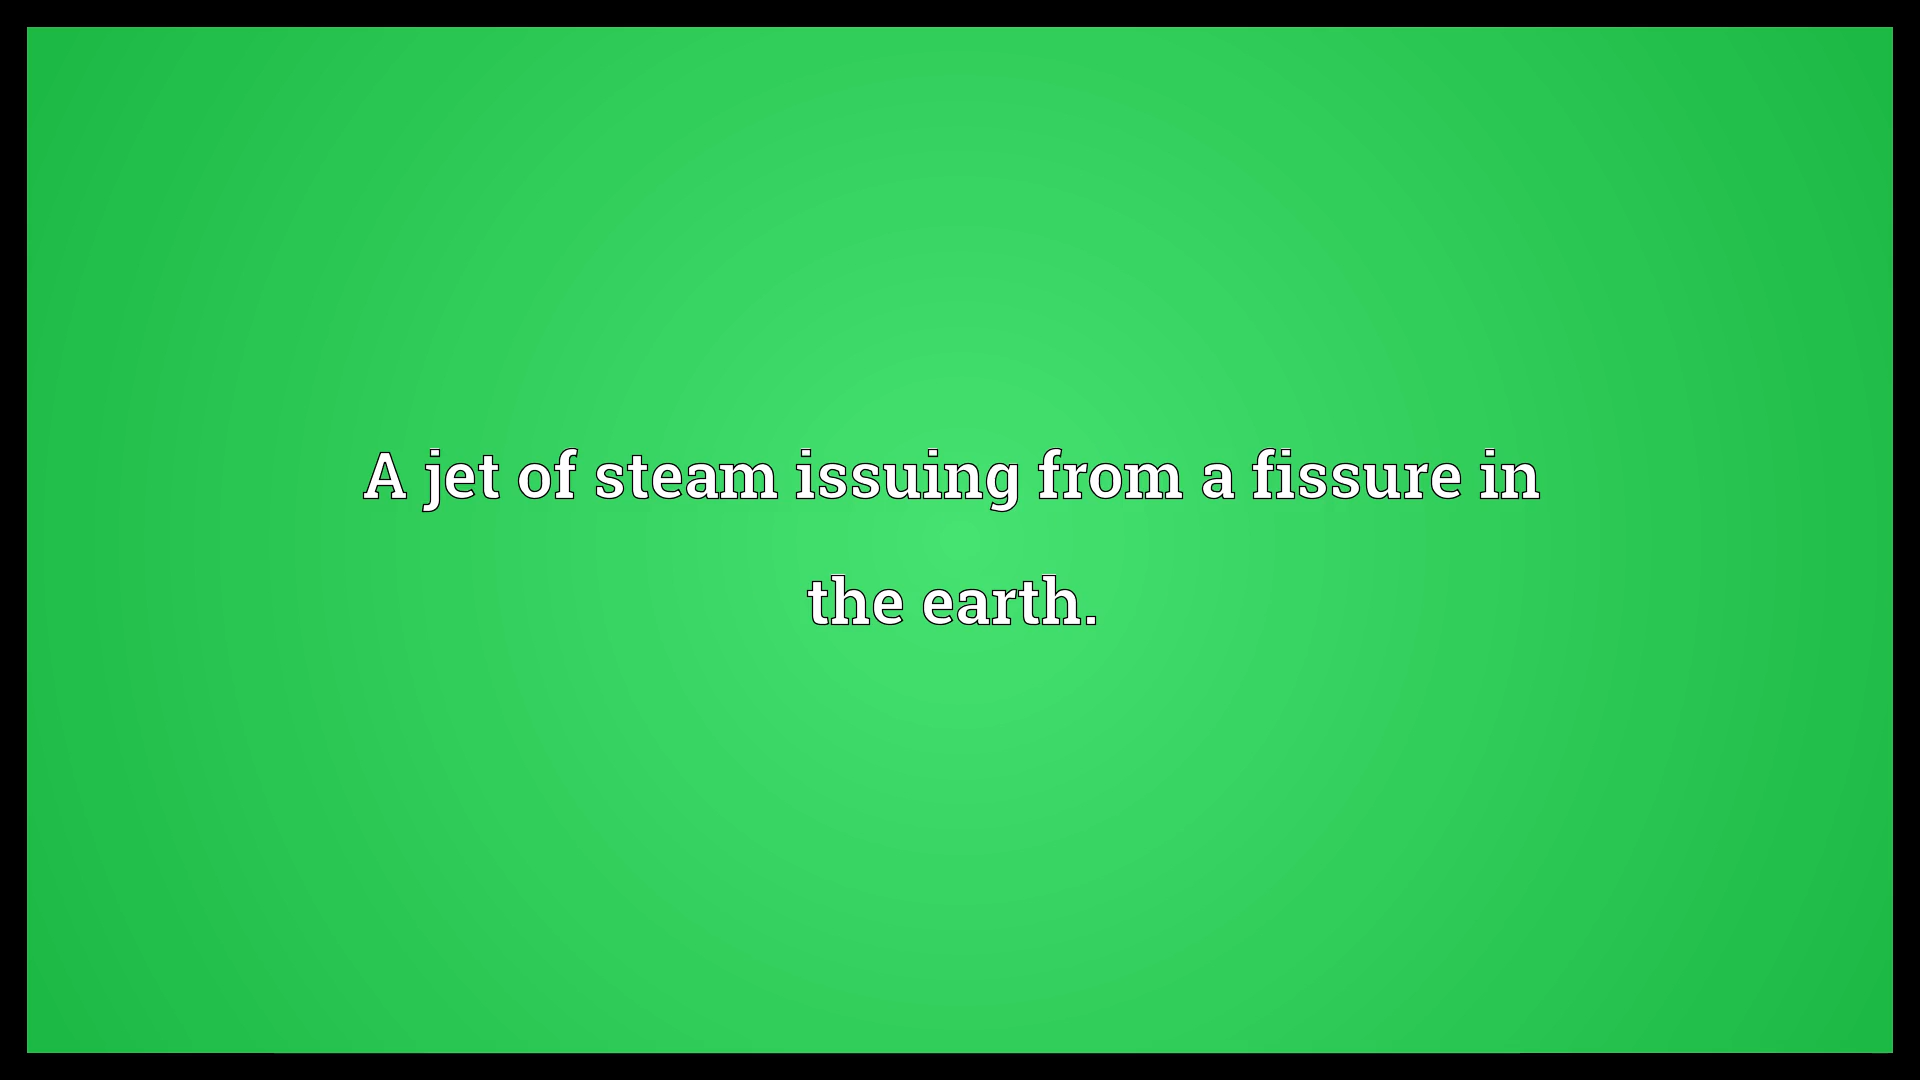 A jet of steam issuing from a fissure in
the earth.